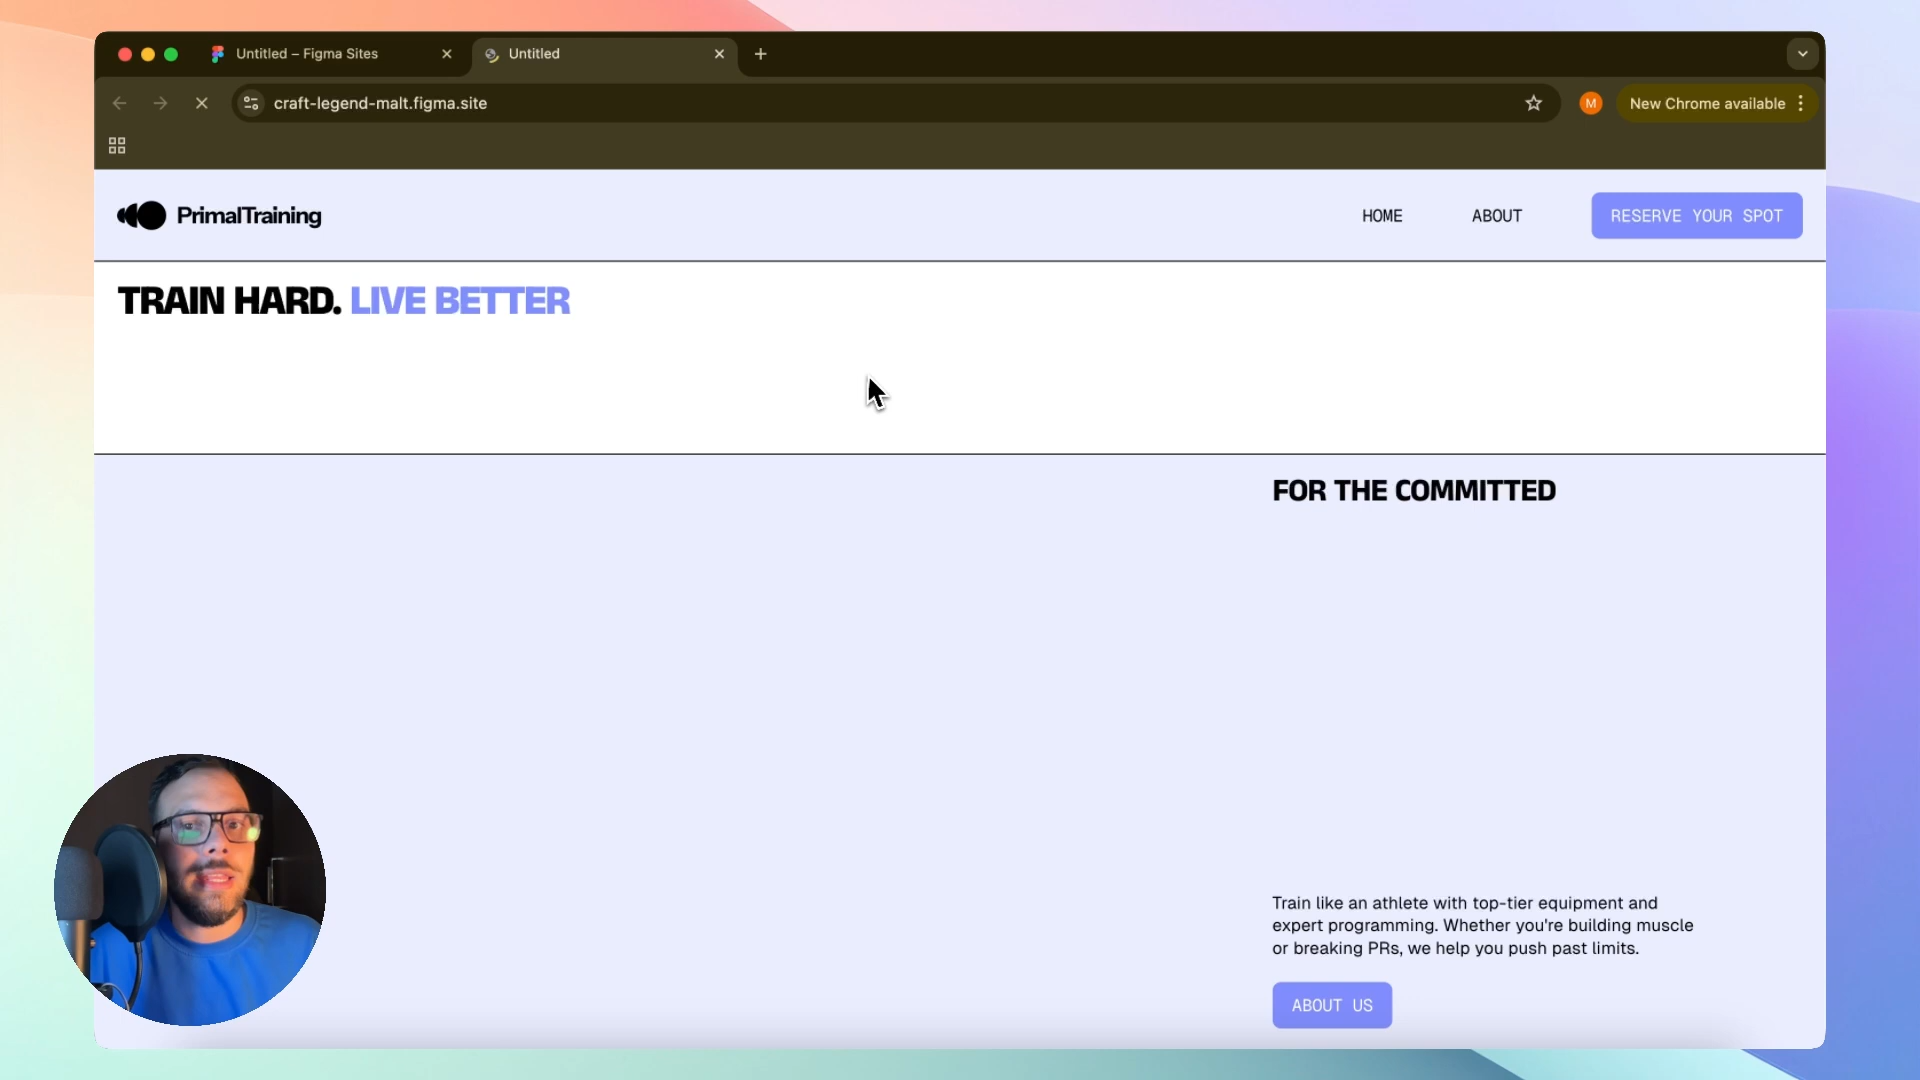 Untitled – Figma Sites
Untitled
craft-legend-malt.figma.site
M
New Chrome available
PrimalTraining
HOME
ABOUT
RESERVE YOUR SPOT
TRAIN HARD. LIVE BETTER
FOR THE COMMITTED
Train like an athlete with top-tier equipment and
expert programming. Whether you're building muscle
or breaking PRs, we help you push past limits.
ABOUT US